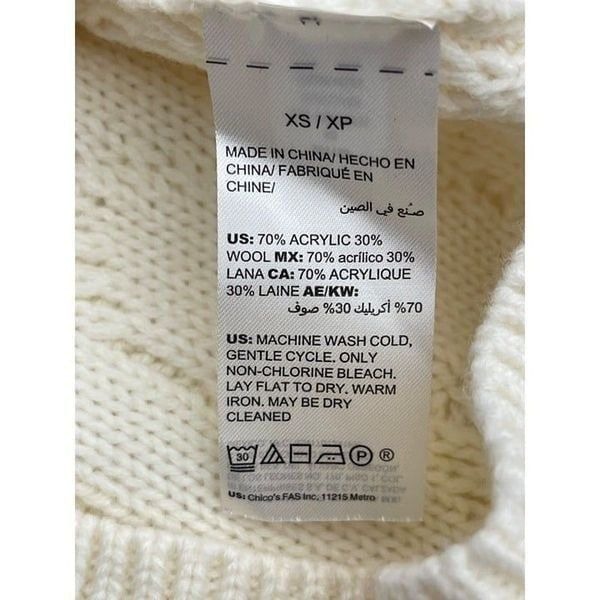 XS / XP
MADE IN CHINA/ HECHO EN
CHINA/ FABRIQUÉ EN
CHINE/
صنع في الصين
US: 70% ACRYLIC 30%
WOOL MX: 70% acrílico 30%
LANA CA: 70% ACRYLIQUE
30% LAINE AE/KW:
70% أكريليك 30% صوف
US: MACHINE WASH COLD,
GENTLE CYCLE. ONLY
NON-CHLORINE BLEACH.
LAY FLAT TO DRY. WARM
IRON. MAY BE DRY
CLEANED
30 P ®
US: Chico's FAS Inc, 11215 Metro